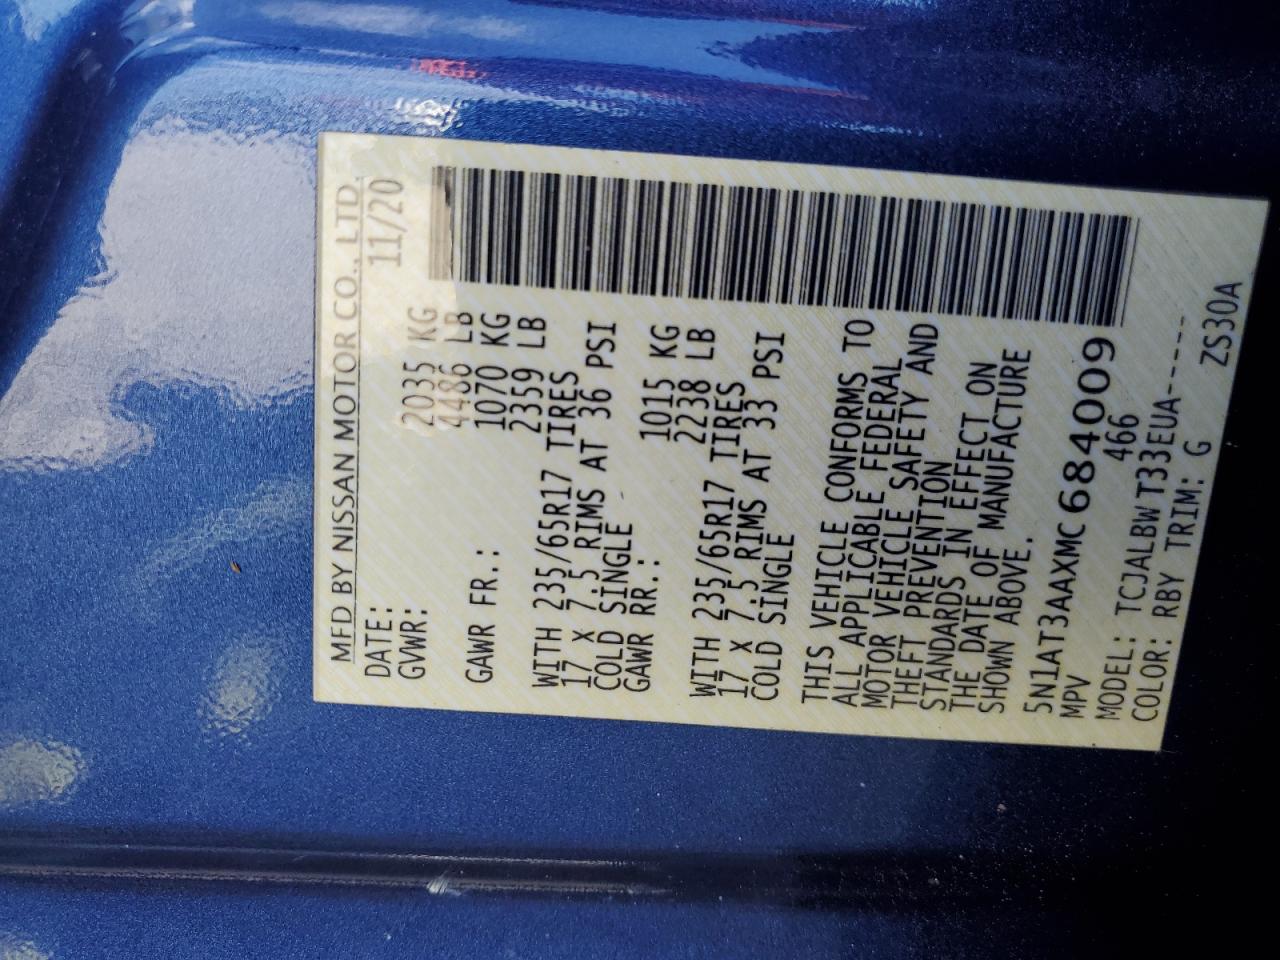 MFD BY NISSAN MOTOR CO., LTD.
DATE: 11/20
GVWR: 2035 KG
4486 LB
GAWR FR.: 1070 KG
2359 LB
WITH 235/65R17 TIRES
17 X 7.5 RIMS AT 36 PSI
COLD SINGLE
GAWR RR.: 1015 KG
2238 LB
WITH 235/65R17 TIRES
17 X 7.5 RIMS AT 33 PSI
COLD SINGLE
THIS VEHICLE CONFORMS TO
ALL APPLICABLE FEDERAL
MOTOR VEHICLE SAFETY AND
THEFT PREVENTION
STANDARDS IN EFFECT ON
THE DATE OF MANUFACTURE
SHOWN ABOVE.
5N1AT3AAXMC684009
MPV 466
MODEL: TCJALBWT33EUA-----
COLOR: RBY TRIM: G ZS30A